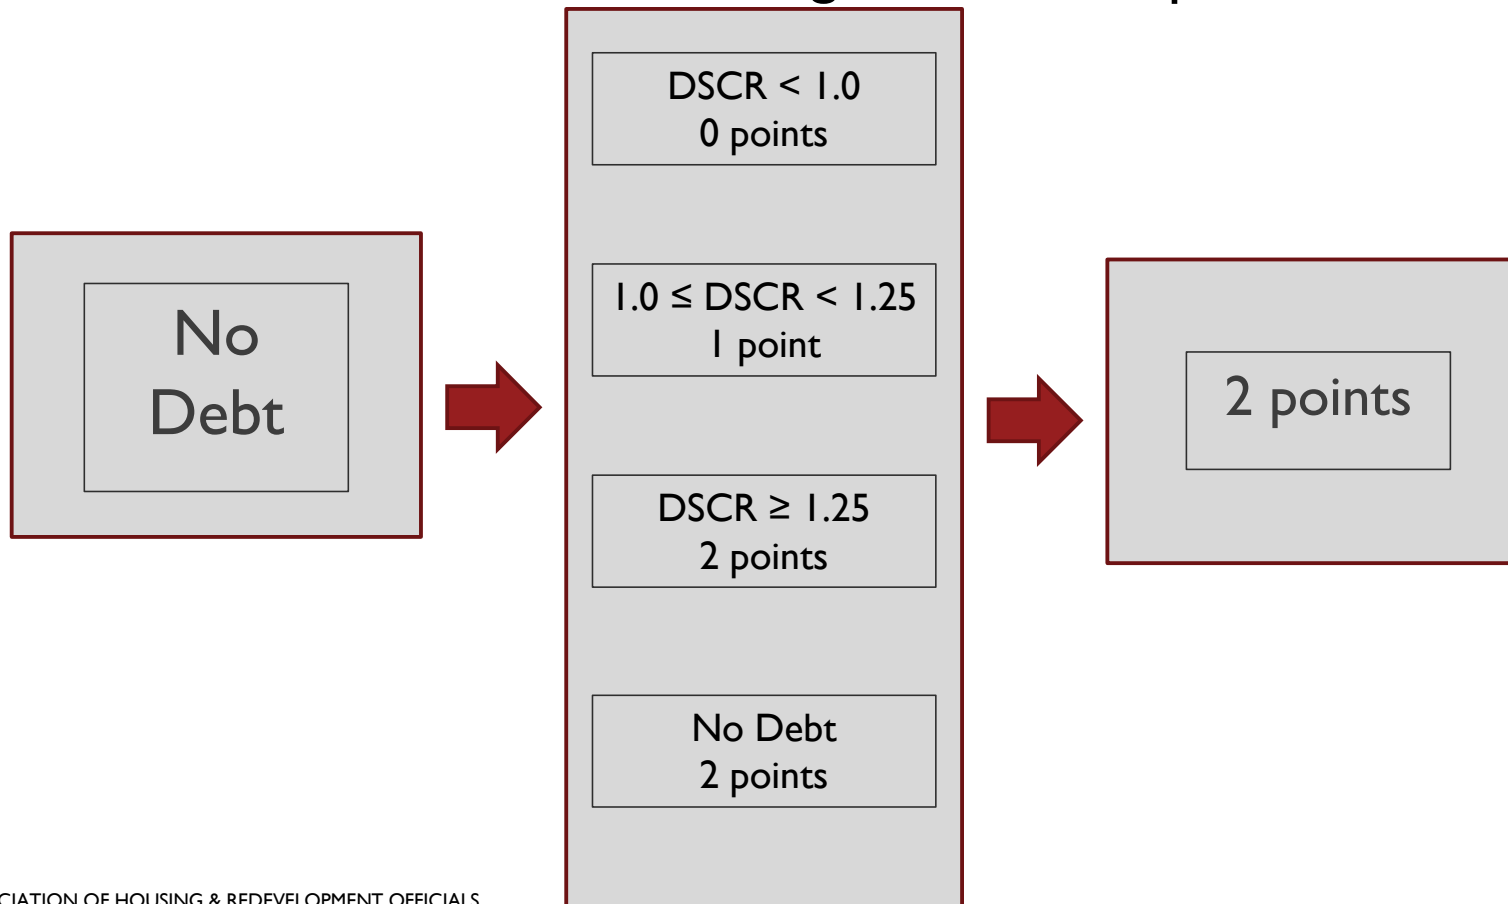 No
Debt
DSCR < 1.0
0 points
1.0 ≤ DSCR < 1.25
1 point
DSCR ≥ 1.25
2 points
No Debt
2 points
2 points
OF HOUSING & REDEVELOPMENT OFFICIALS